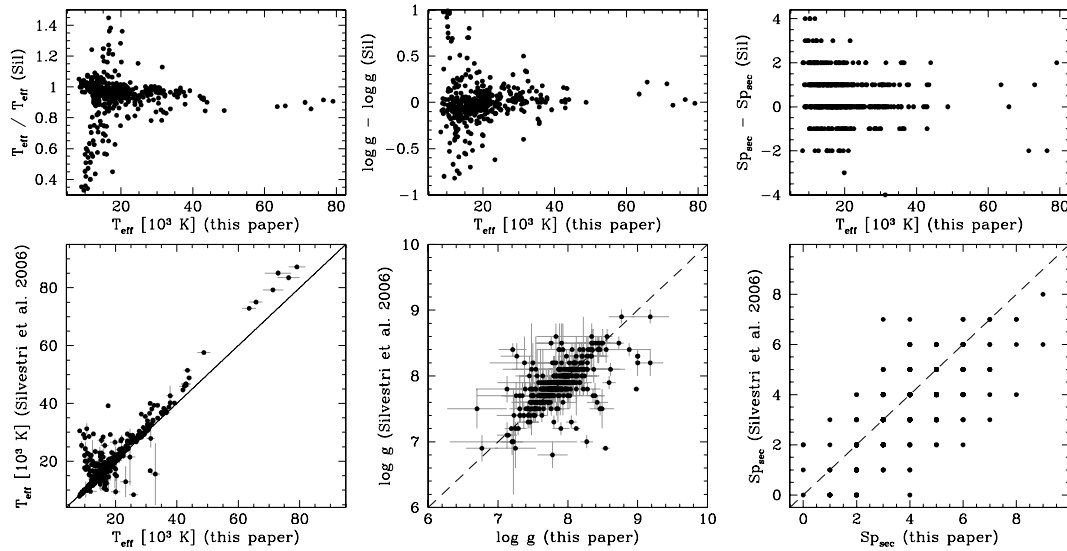 T_eff / T_eff (Sil)
1.4
1.2
1
0.8
0.6
0.4
20 40 60 80
T_eff [10³ K] (this paper)
log g − log g (Sil)
1
0.5
0
−0.5
−1
20 40 60 80
T_eff [10³ K] (this paper)
Sp_sec − Sp_sec (Sil)
4
2
0
−2
−4
20 40 60 80
T_eff [10³ K] (this paper)
T_eff [10³ K] (Silvestri et al. 2006)
80
60
40
20
20 40 60 80
T_eff [10³ K] (this paper)
log g (Silvestri et al. 2006)
10
9
8
7
6
6 7 8 9 10
log g (this paper)
Sp_sec (Silvestri et al. 2006)
8
6
4
2
0
0 2 4 6 8
Sp_sec (this paper)